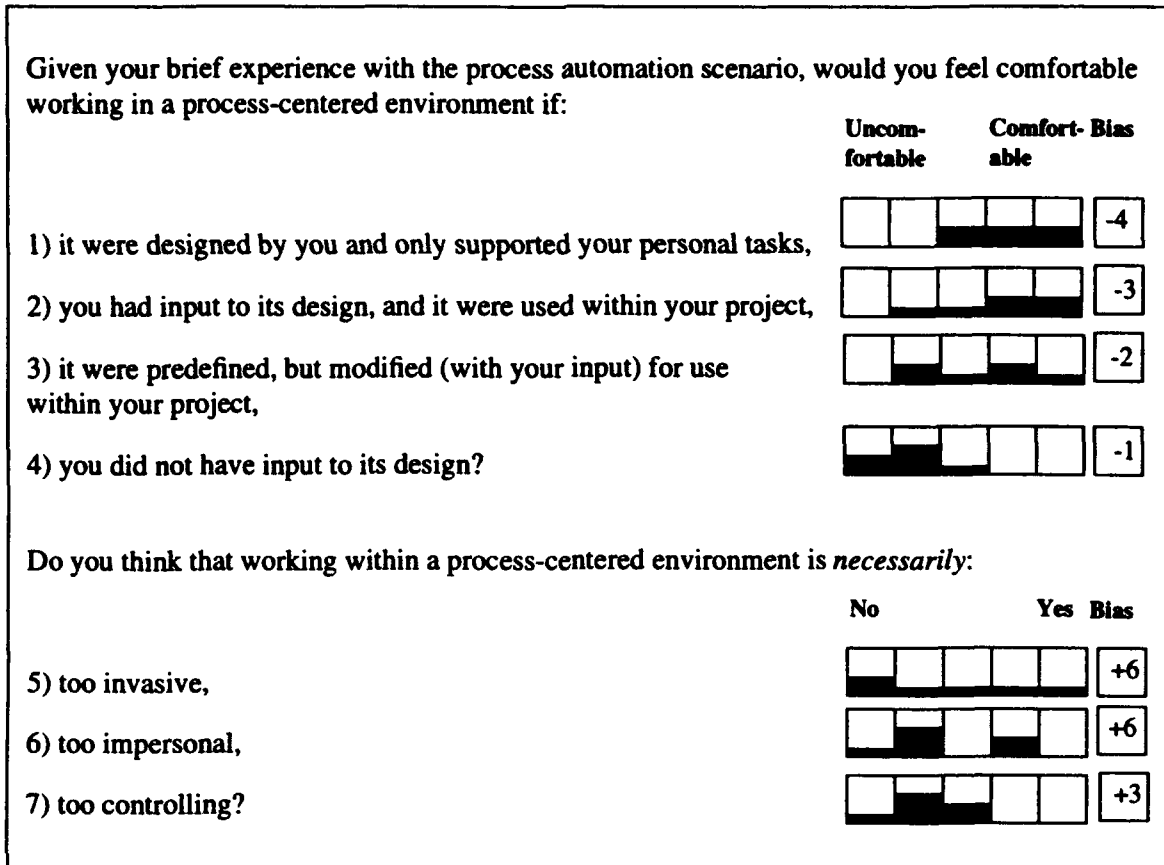 Given your brief experience with the process automation scenario, would you feel comfortable
working in a process-centered environment if:
Uncom- Comfort- Bias
fortable able
1) it were designed by you and only supported your personal tasks, -4
2) you had input to its design, and it were used within your project, -3
3) it were predefined, but modified (with your input) for use -2
within your project,
4) you did not have input to its design? -1
Do you think that working within a process-centered environment is necessarily:
No Yes Bias
5) too invasive, +6
6) too impersonal, +6
7) too controlling? +3